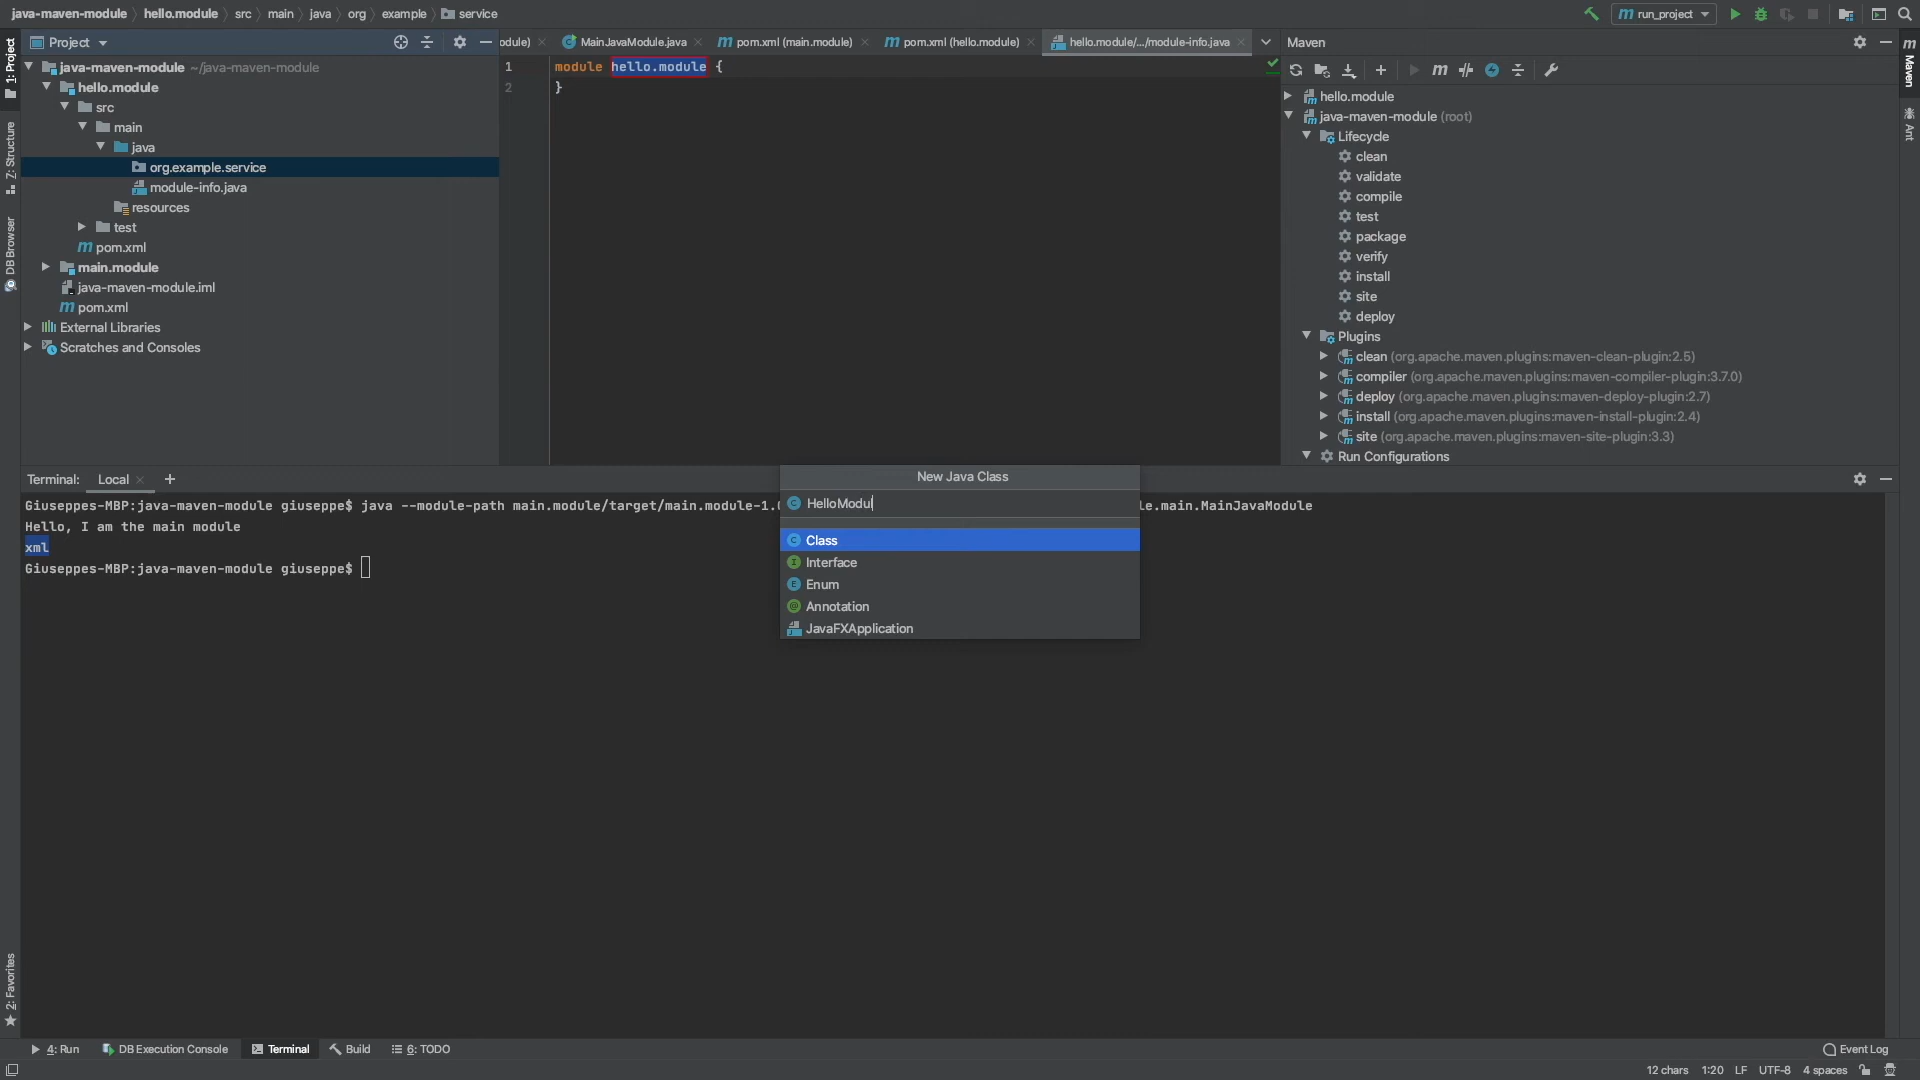 java-maven-module hello.module src main java org example service
run_project
Project
odule)
MainJavaModule.java
pom.xml (main.module)
pom.xml (hello.module)
hello.module/.../module-info.java
Maven
1: Project
Z: Structure
DB Browser
2: Favorites
java-maven-module ~/java-maven-module
hello.module
src
main
java
org.example.service
module-info.java
resources
test
pom.xml
main.module
java-maven-module.iml
pom.xml
External Libraries
Scratches and Consoles
1 module hello.module {
2 }
hello.module
java-maven-module (root)
Lifecycle
clean
validate
compile
test
package
verify
install
site
deploy
Plugins
clean (org.apache.maven.plugins:maven-clean-plugin:2.5)
compiler (org.apache.maven.plugins:maven-compiler-plugin:3.7.0)
deploy (org.apache.maven.plugins:maven-deploy-plugin:2.7)
install (org.apache.maven.plugins:maven-install-plugin:2.4)
site (org.apache.maven.plugins:maven-site-plugin:3.3)
Run Configurations
Maven
Ant
Terminal: Local
Giuseppes-MBP:java-maven-module giuseppe$ java --module-path main.module/target/main.module-1. le.main.MainJavaModule
Hello, I am the main module
xml
Giuseppes-MBP:java-maven-module giuseppe$
New Java Class
HelloModul
Class
Interface
Enum
Annotation
JavaFXApplication
4: Run
DB Execution Console
Terminal
Build
6: TODO
Event Log
12 chars 1:20 LF UTF-8 4 spaces